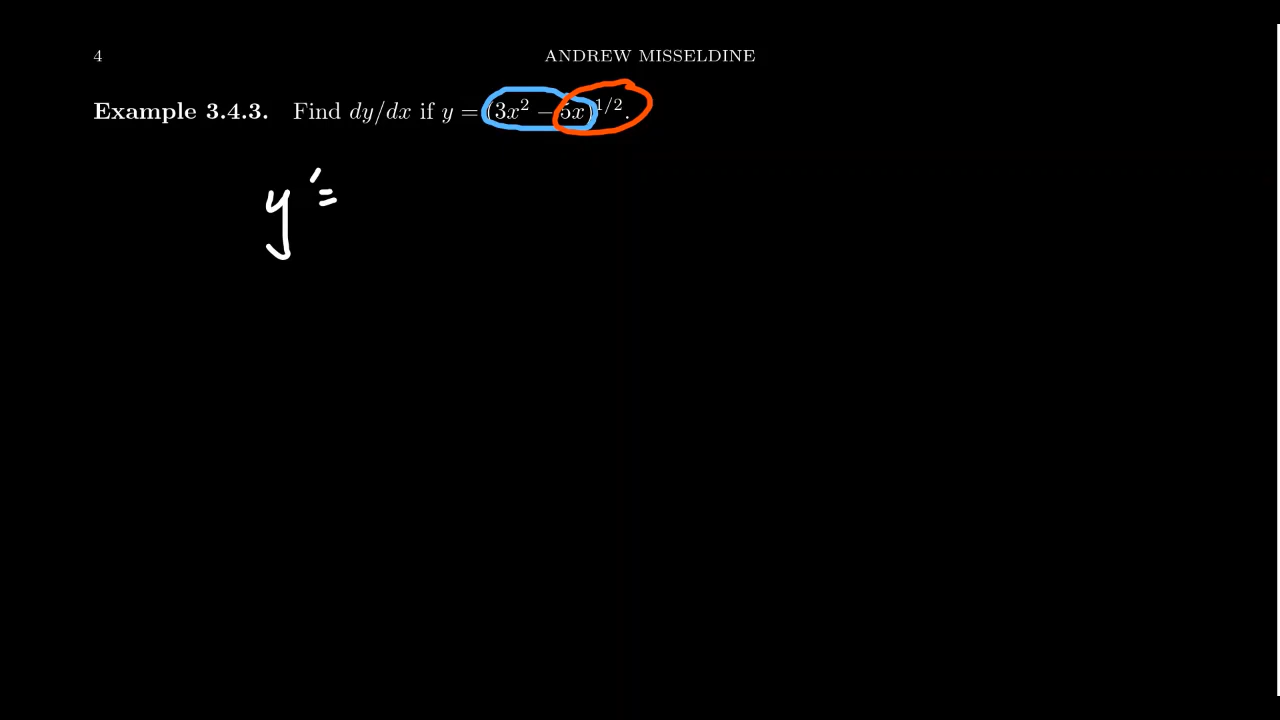 4 ANDREW MISSELDINE
Example 3.4.3. Find dy/dx if y = (3x² − 5x)^{1/2}.
y' =